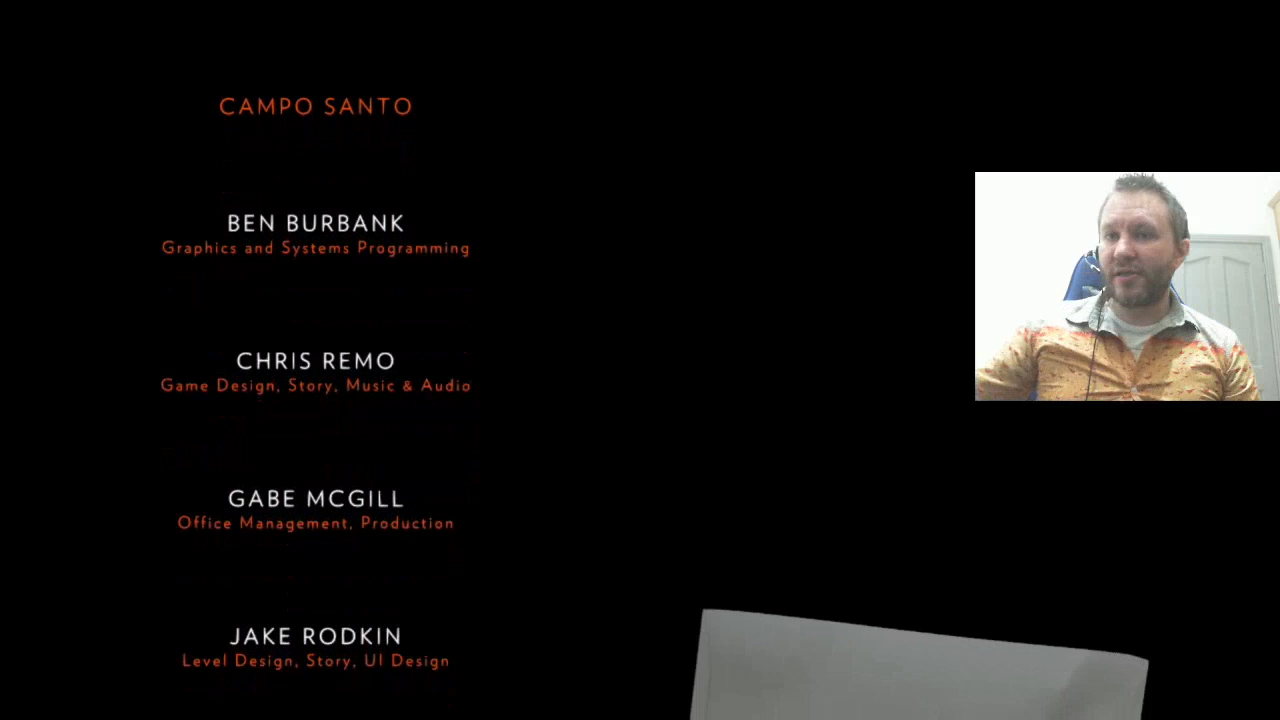 CAMPO SANTO
BEN BURBANK
Graphics and Systems Programming
CHRIS REMO
Game Design, Story, Music & Audio
GABE MCGILL
Office Management, Production
JAKE RODKIN
Level Design, Story, UI Design